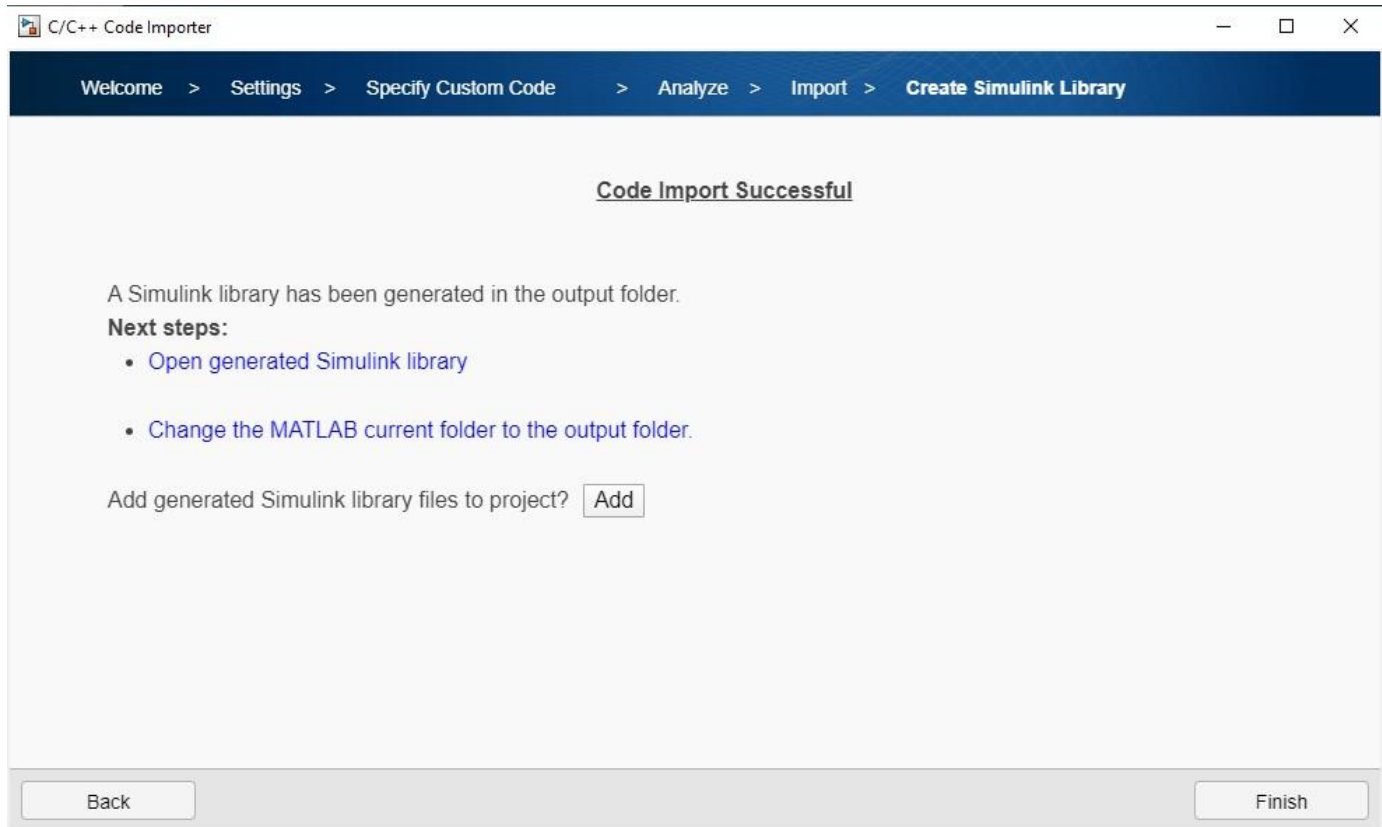 C/C++ Code Importer
Welcome > Settings > Specify Custom Code > Analyze > Import > Create Simulink Library
Code Import Successful
A Simulink library has been generated in the output folder.
Next steps:
• Open generated Simulink library
• Change the MATLAB current folder to the output folder.
Add generated Simulink library files to project? Add
Back Finish